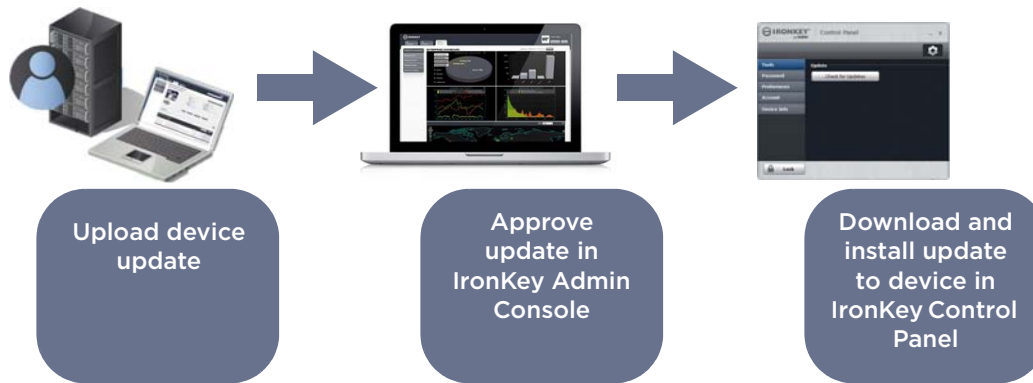 IRONKEY
Control Panel
Tools
Password
Preferences
Account
Device Info
Update
Check for Updates
Lock
Upload device
update
Approve
update in
IronKey Admin
Console
Download and
install update
to device in
IronKey Control
Panel